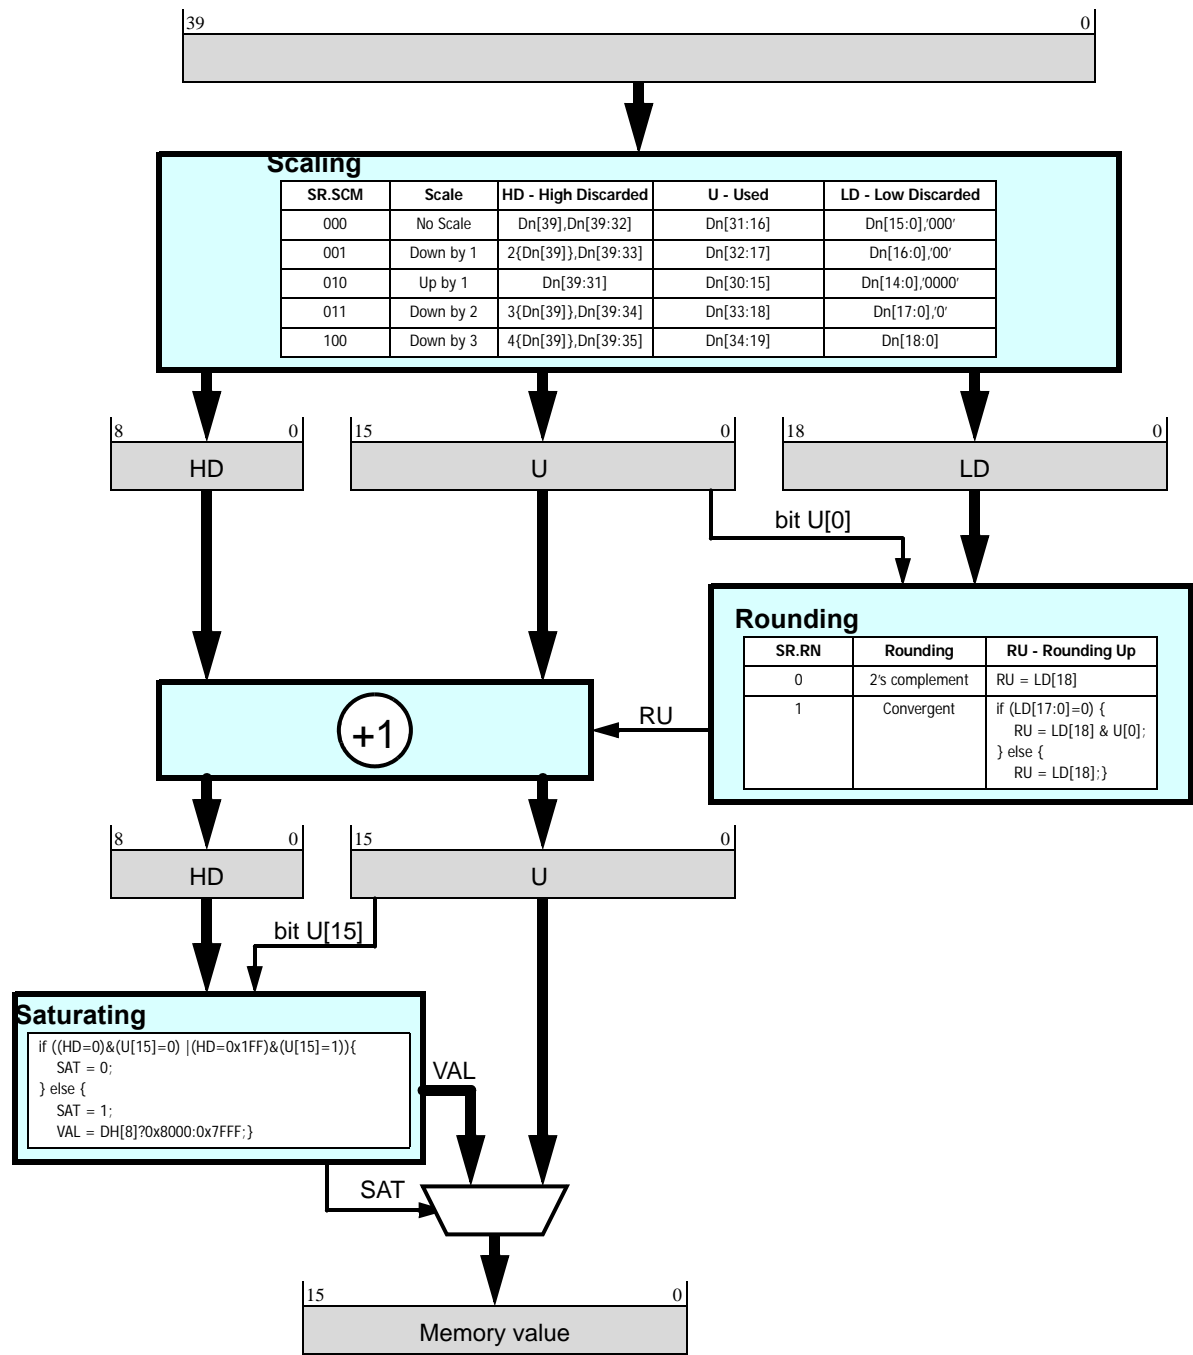 39 0
Scaling
SR.SCM Scale HD - High Discarded U - Used LD - Low Discarded
000 No Scale Dn[39],Dn[39:32] Dn[31:16] Dn[15:0],'000'
001 Down by 1 2{Dn[39]},Dn[39:33] Dn[32:17] Dn[16:0],'00'
010 Up by 1 Dn[39:31] Dn[30:15] Dn[14:0],'0000'
011 Down by 2 3{Dn[39]},Dn[39:34] Dn[33:18] Dn[17:0],'0'
100 Down by 3 4{Dn[39]},Dn[39:35] Dn[34:19] Dn[18:0]
8 0 15 0 18 0
HD U LD
bit U[0]
Rounding
SR.RN Rounding RU - Rounding Up
0 2's complement RU = LD[18]
1 Convergent if (LD[17:0]=0) {
RU = LD[18] & U[0];
} else {
RU = LD[18];}
+1
RU
8 0 15 0
HD U
bit U[15]
Saturating
if ((HD=0)&(U[15]=0) |(HD=0x1FF)&(U[15]=1)){
SAT = 0;
} else {
SAT = 1;
VAL = DH[8]?0x8000:0x7FFF;}
VAL
SAT
15 0
Memory value